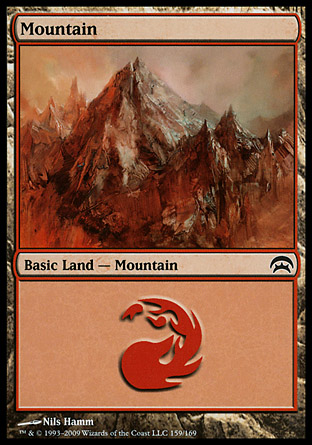 Mountain
Basic Land — Mountain
Nils Hamm
™ & © 1993–2009 Wizards of the Coast LLC 159/169